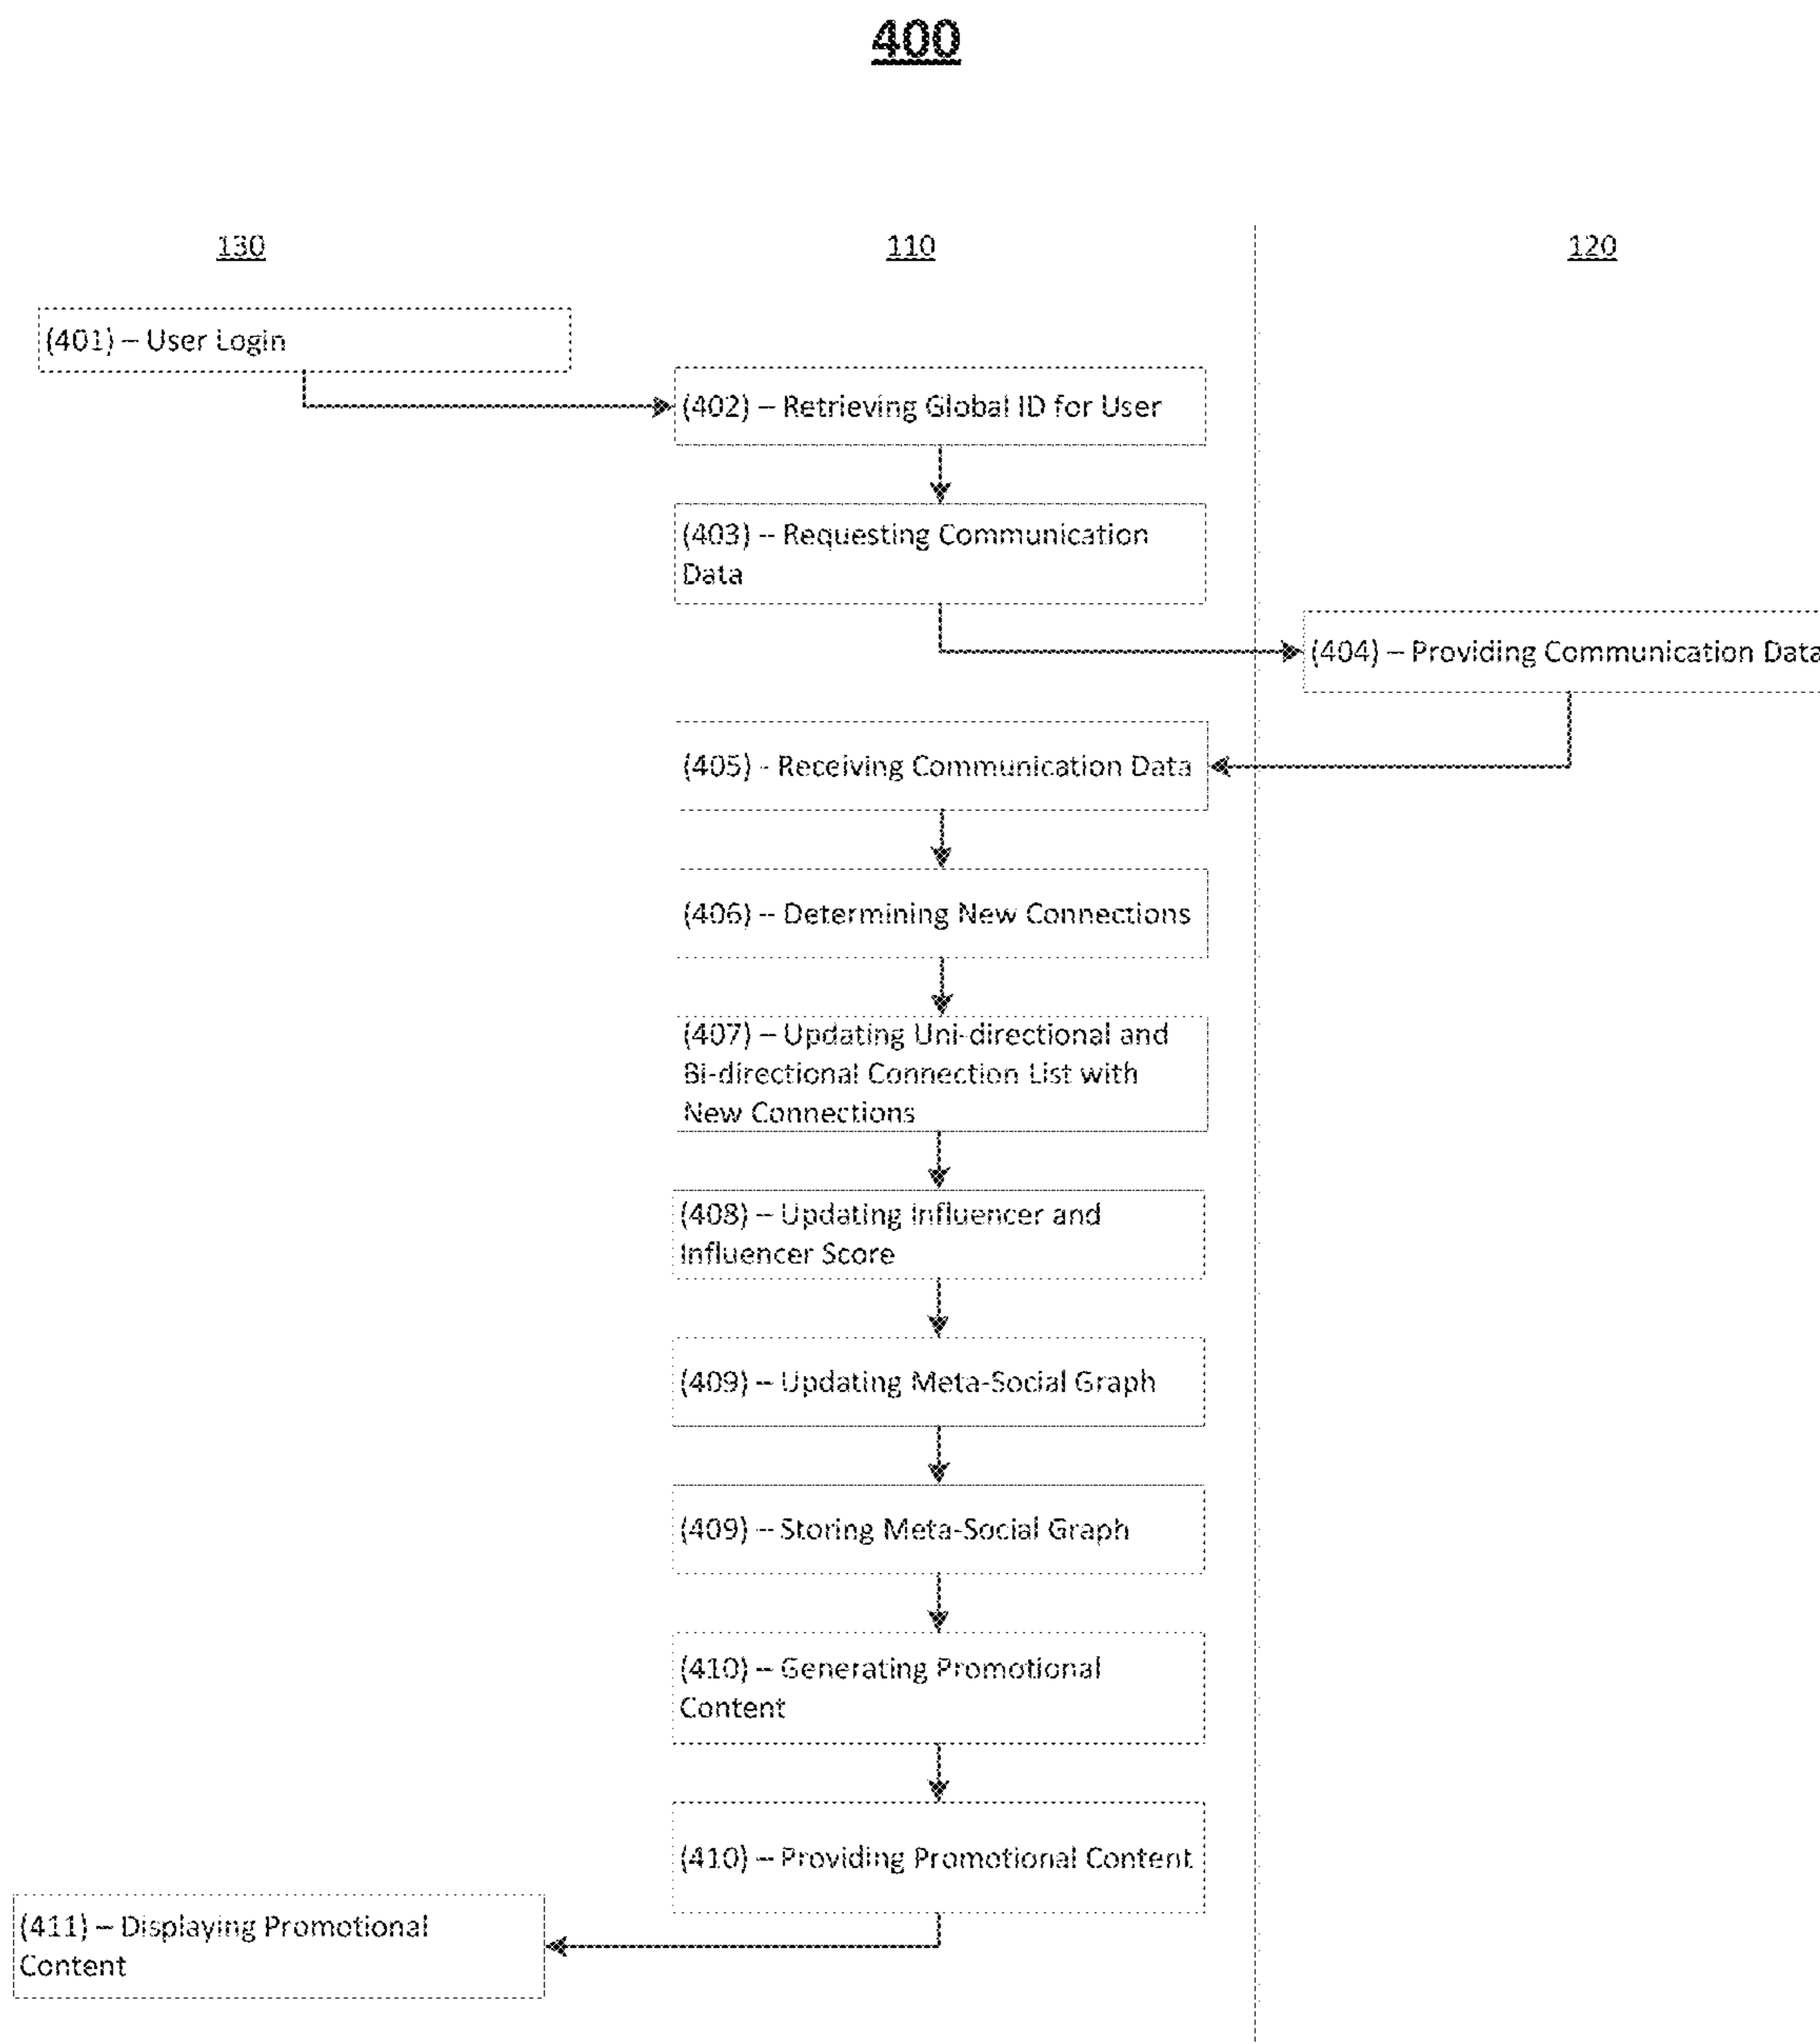 400
130
110
120
(401) – User Login
(402) – Retrieving Global ID for User
(403) – Requesting Communication
Data
(404) – Providing Communication Data
(405) - Receiving Communication Data
(406) – Determining New Connections
(407) – Updating Uni-directional and
Bi-directional Connection List with
New Connections
(408) – Updating Influencer and
Influencer Score
(409) – Updating Meta-Social Graph
(409) – Storing Meta-Social Graph
(410) – Generating Promotional
Content
(410) – Providing Promotional Content
(411) – Displaying Promotional
Content